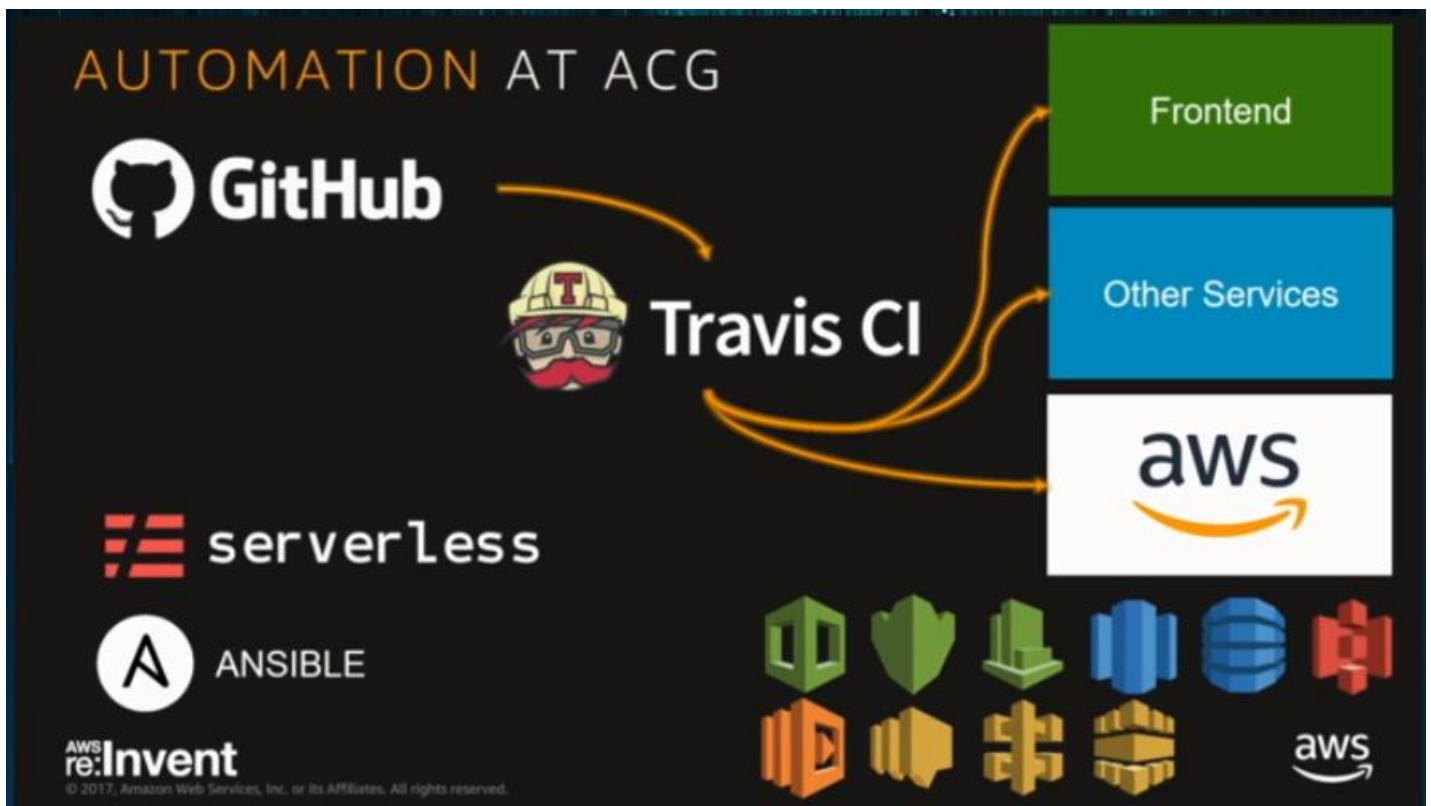 AUTOMATION AT ACG
GitHub
Travis CI
T
Frontend
Other Services
aws
serverless
A ANSIBLE
AWS
re:Invent
© 2017, Amazon Web Services, Inc. or its Affiliates. All rights reserved.
aws